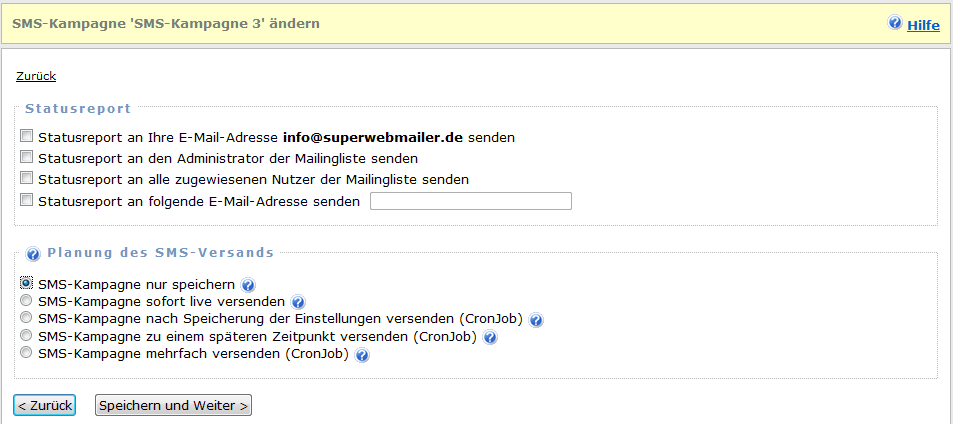 SMS-Kampagne 'SMS-Kampagne 3' ändern
Hilfe
Zurück
Statusreport
Statusreport an Ihre E-Mail-Adresse info@superwebmailer.de senden
Statusreport an den Administrator der Mailingliste senden
Statusreport an alle zugewiesenen Nutzer der Mailingliste senden
Statusreport an folgende E-Mail-Adresse senden
Planung des SMS-Versands
SMS-Kampagne nur speichern
SMS-Kampagne sofort live versenden
SMS-Kampagne nach Speicherung der Einstellungen versenden (CronJob)
SMS-Kampagne zu einem späteren Zeitpunkt versenden (CronJob)
SMS-Kampagne mehrfach versenden (CronJob)
< Zurück
Speichern und Weiter >